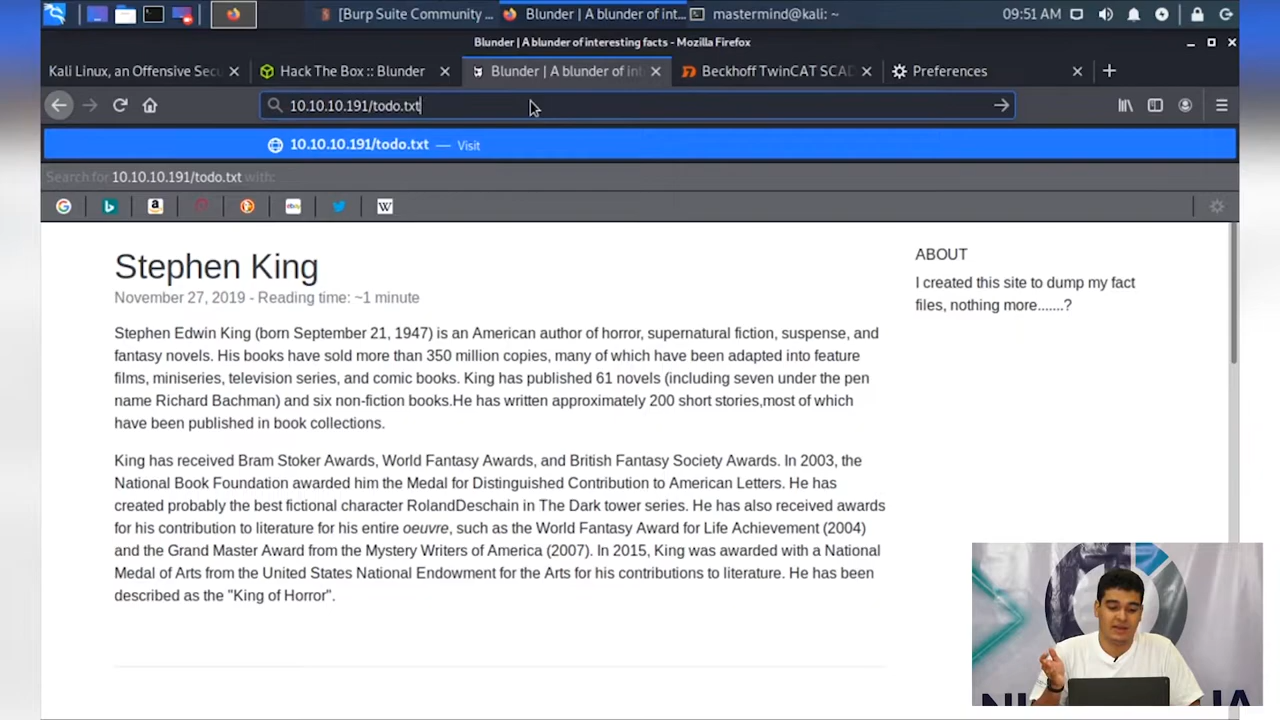 [Burp Suite Community ...
Blunder | A blunder of int...
mastermind@kali: ~
09:51 AM
Blunder | A blunder of interesting facts - Mozilla Firefox
Kali Linux, an Offensive Secu
Hack The Box :: Blunder
Blunder | A blunder of int
Beckhoff TwinCAT SCAD
Preferences
10.10.10.191/todo.txt
10.10.10.191/todo.txt — Visit
Search for 10.10.10.191/todo.txt with:
Stephen King
November 27, 2019 - Reading time: ~1 minute
Stephen Edwin King (born September 21, 1947) is an American author of horror, supernatural fiction, suspense, and
fantasy novels. His books have sold more than 350 million copies, many of which have been adapted into feature
films, miniseries, television series, and comic books. King has published 61 novels (including seven under the pen
name Richard Bachman) and six non-fiction books.He has written approximately 200 short stories,most of which
have been published in book collections.
King has received Bram Stoker Awards, World Fantasy Awards, and British Fantasy Society Awards. In 2003, the
National Book Foundation awarded him the Medal for Distinguished Contribution to American Letters. He has
created probably the best fictional character RolandDeschain in The Dark tower series. He has also received awards
for his contribution to literature for his entire oeuvre, such as the World Fantasy Award for Life Achievement (2004)
and the Grand Master Award from the Mystery Writers of America (2007). In 2015, King was awarded with a National
Medal of Arts from the United States National Endowment for the Arts for his contributions to literature. He has been
described as the "King of Horror".
ABOUT
I created this site to dump my fact
files, nothing more.......?